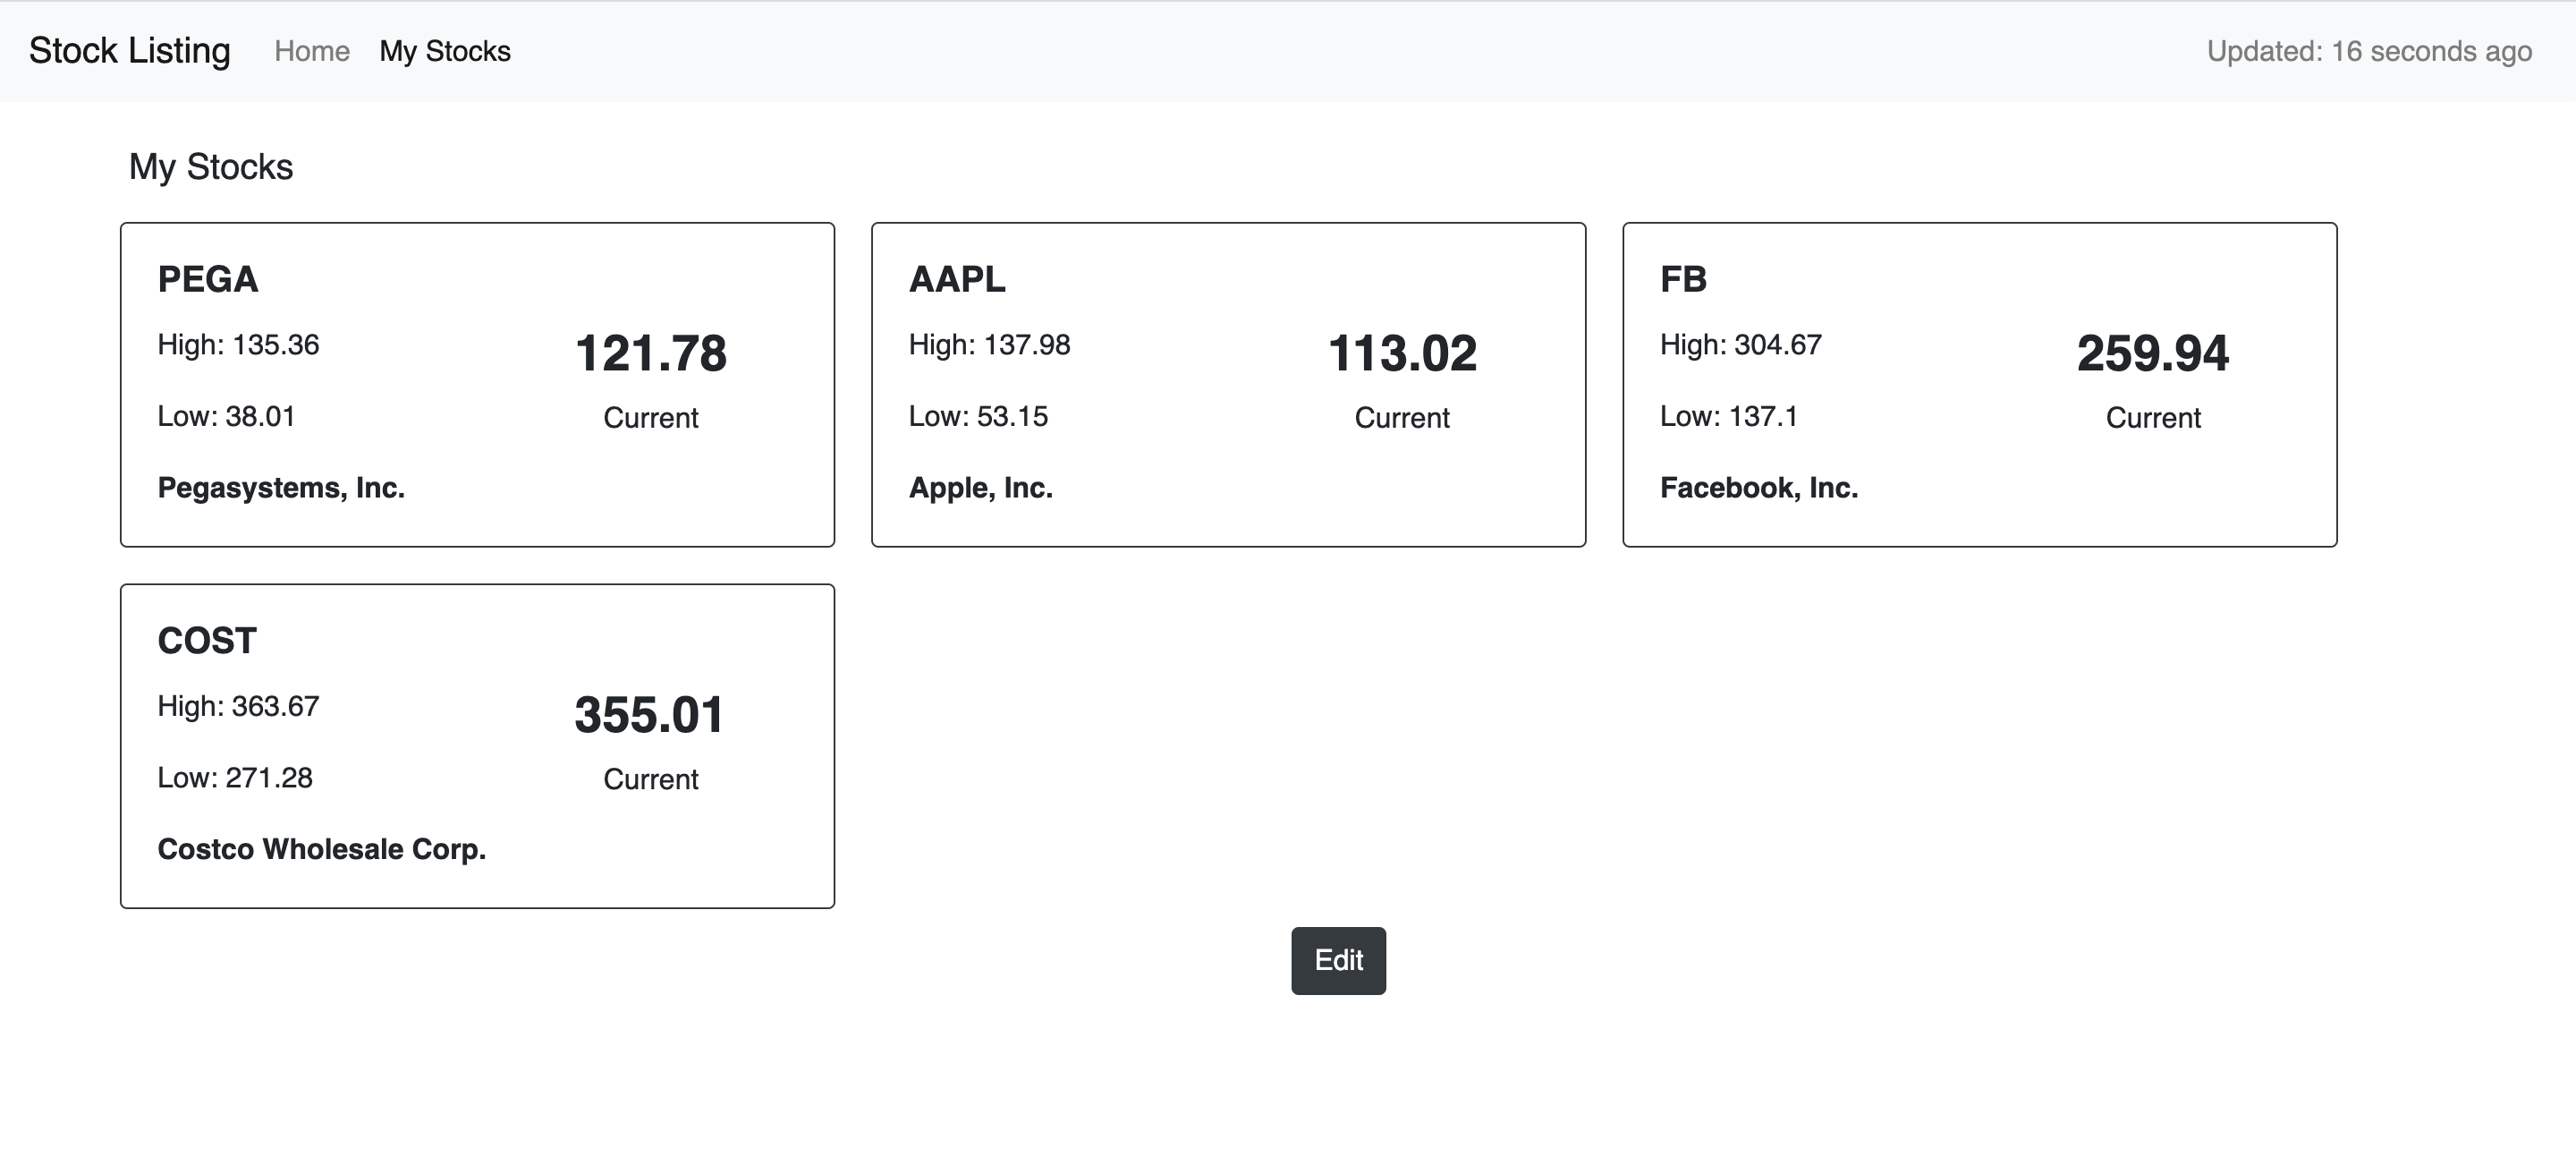 Stock Listing Home My Stocks Updated: 16 seconds ago
My Stocks
PEGA
High: 135.36
121.78
Low: 38.01
Current
Pegasystems, Inc.
AAPL
High: 137.98
113.02
Low: 53.15
Current
Apple, Inc.
FB
High: 304.67
259.94
Low: 137.1
Current
Facebook, Inc.
COST
High: 363.67
355.01
Low: 271.28
Current
Costco Wholesale Corp.
Edit